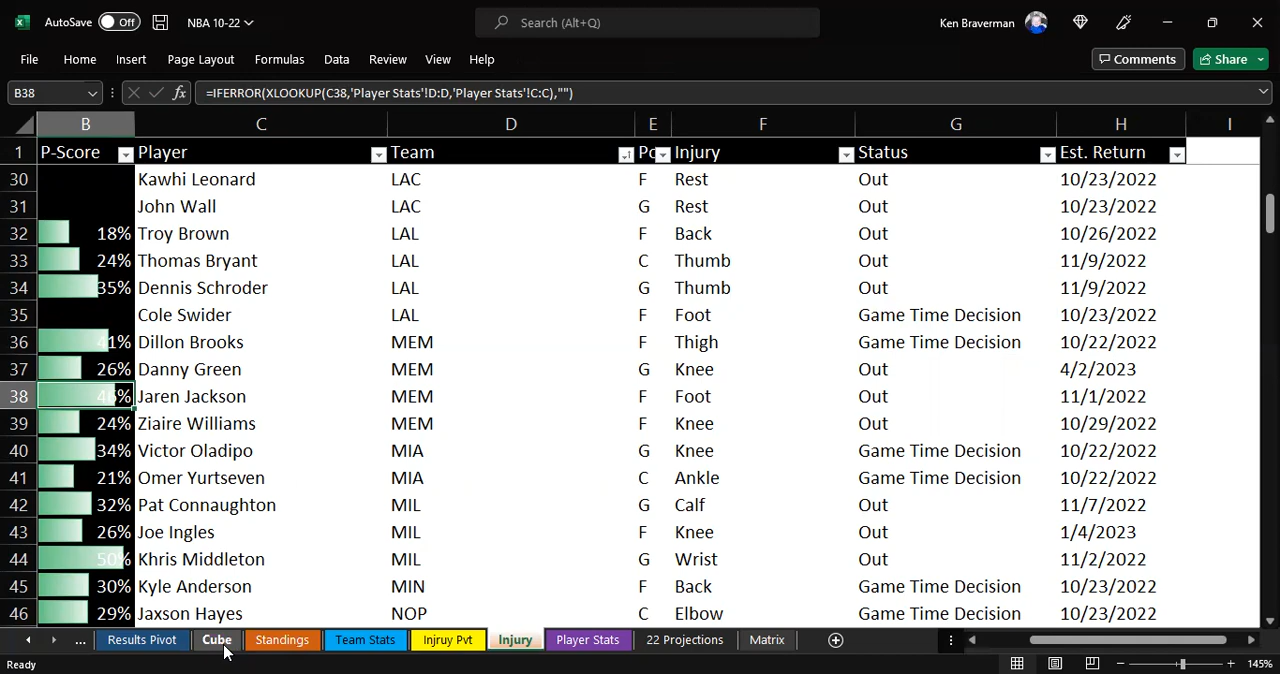 AutoSave Off NBA 10-22 Search (Alt+Q) Ken Braverman
File Home Insert Page Layout Formulas Data Review View Help Comments Share
B38 fx =IFERROR(XLOOKUP(C38,'Player Stats'!D:D,'Player Stats'!C:C),"")
B C D E F G H I
1 P-Score Player Team Po Injury Status Est. Return
30 Kawhi Leonard LAC F Rest Out 10/23/2022
31 John Wall LAC G Rest Out 10/23/2022
32 18% Troy Brown LAL F Back Out 10/26/2022
33 24% Thomas Bryant LAL C Thumb Out 11/9/2022
34 35% Dennis Schroder LAL G Thumb Out 11/9/2022
35 Cole Swider LAL F Foot Game Time Decision 10/23/2022
36 41% Dillon Brooks MEM F Thigh Game Time Decision 10/22/2022
37 26% Danny Green MEM G Knee Out 4/2/2023
38 46% Jaren Jackson MEM F Foot Out 11/1/2022
39 24% Ziaire Williams MEM F Knee Out 10/29/2022
40 34% Victor Oladipo MIA G Knee Game Time Decision 10/22/2022
41 21% Omer Yurtseven MIA C Ankle Game Time Decision 10/22/2022
42 32% Pat Connaughton MIL G Calf Out 11/7/2022
43 26% Joe Ingles MIL F Knee Out 1/4/2023
44 50% Khris Middleton MIL G Wrist Out 11/2/2022
45 30% Kyle Anderson MIN F Back Game Time Decision 10/23/2022
46 29% Jaxson Hayes NOP C Elbow Game Time Decision 10/23/2022
... Results Pivot Cube Standings Team Stats Injruy Pvt Injury Player Stats 22 Projections Matrix
Ready 145%